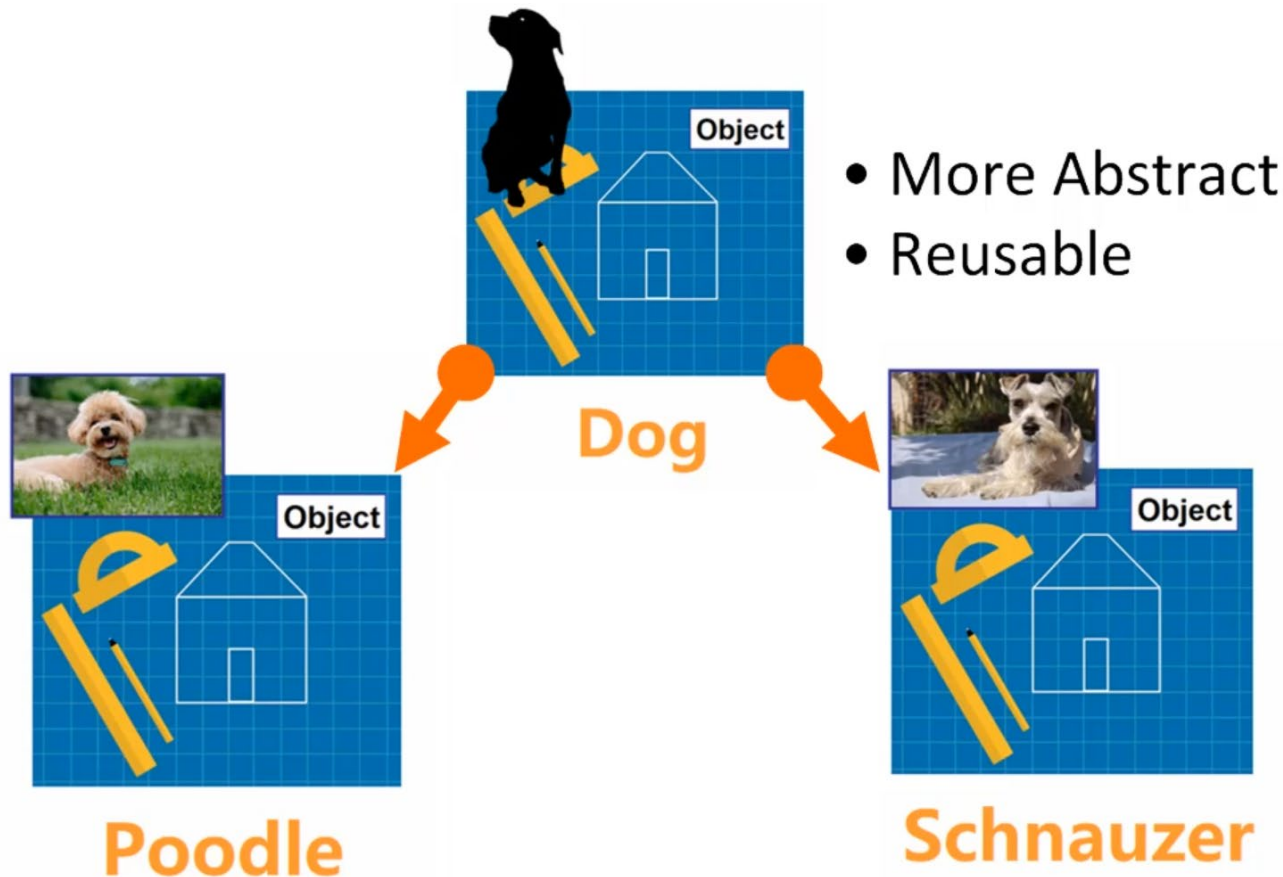 Object
• More Abstract
• Reusable
Dog
Object
Poodle
Object
Schnauzer